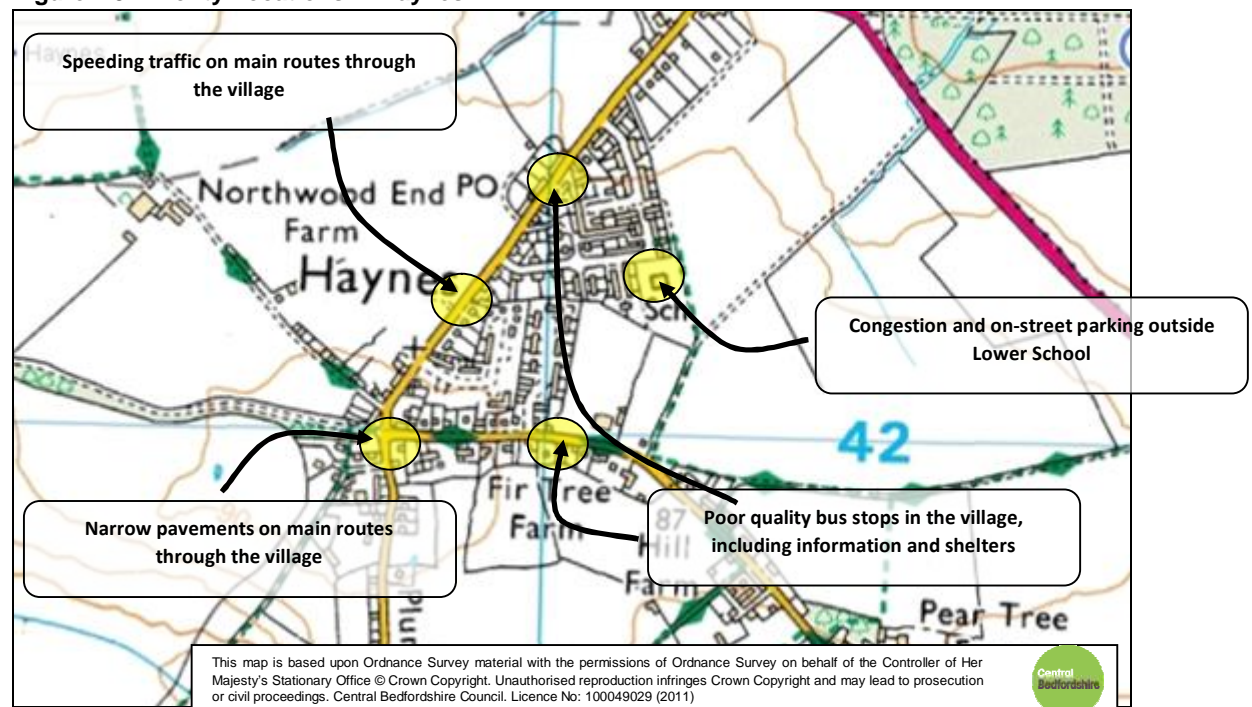 Haynes
Speeding traffic on main routes through
the village
Northwood End
Farm
PO
Haynes
Sch
Congestion and on-street parking outside
Lower School
42
Fir Tree
Farm
Narrow pavements on main routes
through the village
87
Hill
Farm
Poor quality bus stops in the village,
including information and shelters
Pear Tree
This map is based upon Ordnance Survey material with the permissions of Ordnance Survey on behalf of the Controller of Her
Majesty's Stationary Office © Crown Copyright. Unauthorised reproduction infringes Crown Copyright and may lead to prosecution
or civil proceedings. Central Bedfordshire Council. Licence No: 100049029 (2011)
Central
Bedfordshire